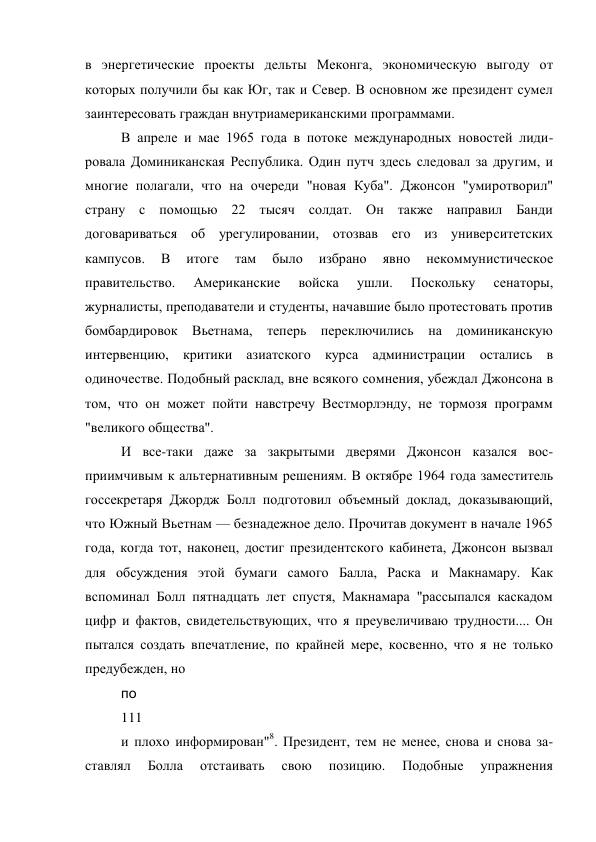 в энергетические проекты дельты Меконга, экономическую выгоду от
которых получили бы как Юг, так и Север. В основном же президент сумел
заинтересовать граждан внутриамериканскими программами.
В апреле и мае 1965 года в потоке международных новостей лиди-
ровала Доминиканская Республика. Один путч здесь следовал за другим, и
многие полагали, что на очереди "новая Куба". Джонсон "умиротворил"
страну с помощью 22 тысяч солдат. Он также направил Банди
договариваться об урегулировании, отозвав его из университетских
кампусов. В итоге там было избрано явно некоммунистическое
правительство. Американские войска ушли. Поскольку сенаторы,
журналисты, преподаватели и студенты, начавшие было протестовать против
бомбардировок Вьетнама, теперь переключились на доминиканскую
интервенцию, критики азиатского курса администрации остались в
одиночестве. Подобный расклад, вне всякого сомнения, убеждал Джонсона в
том, что он может пойти навстречу Вестморлэнду, не тормозя программ
"великого общества".
И все-таки даже за закрытыми дверями Джонсон казался вос-
приимчивым к альтернативным решениям. В октябре 1964 года заместитель
госсекретаря Джордж Болл подготовил объемный доклад, доказывающий,
что Южный Вьетнам — безнадежное дело. Прочитав документ в начале 1965
года, когда тот, наконец, достиг президентского кабинета, Джонсон вызвал
для обсуждения этой бумаги самого Балла, Раска и Макнамару. Как
вспоминал Болл пятнадцать лет спустя, Макнамара "рассыпался каскадом
цифр и фактов, свидетельствующих, что я преувеличиваю трудности.... Он
пытался создать впечатление, по крайней мере, косвенно, что я не только
предубежден, но
по
111
и плохо информирован"8. Президент, тем не менее, снова и снова за-
ставлял Болла отстаивать свою позицию. Подобные упражнения